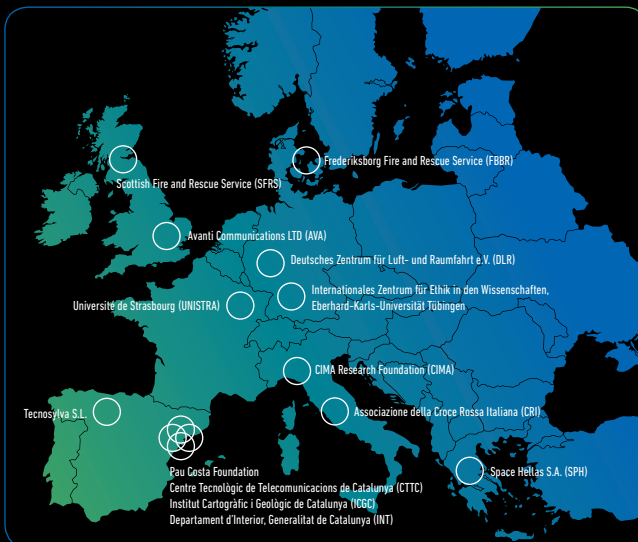 Frederiksborg Fire and Rescue Service (FBBR)
Scottish Fire and Rescue Service (SFRS)
Avanti Communications LTD (AVA)
Deutsches Zentrum für Luft- und Raumfahrt e.V. (DLR)
Internationales Zentrum für Ethik in den Wissenschaften,
Eberhard-Karls-Universität Tübingen
Université de Strasbourg (UNISTRA)
CIMA Research Foundation (CIMA)
Tecnosylva S.L.
Associazione della Croce Rossa Italiana (CRI)
Pau Costa Foundation
Space Hellas S.A. (SPH)
Centre Tecnològic de Telecomunicacions de Catalunya (CTTC)
Institut Cartogràfic i Geològic de Catalunya (ICGC)
Departament d'Interior, Generalitat de Catalunya (INT)